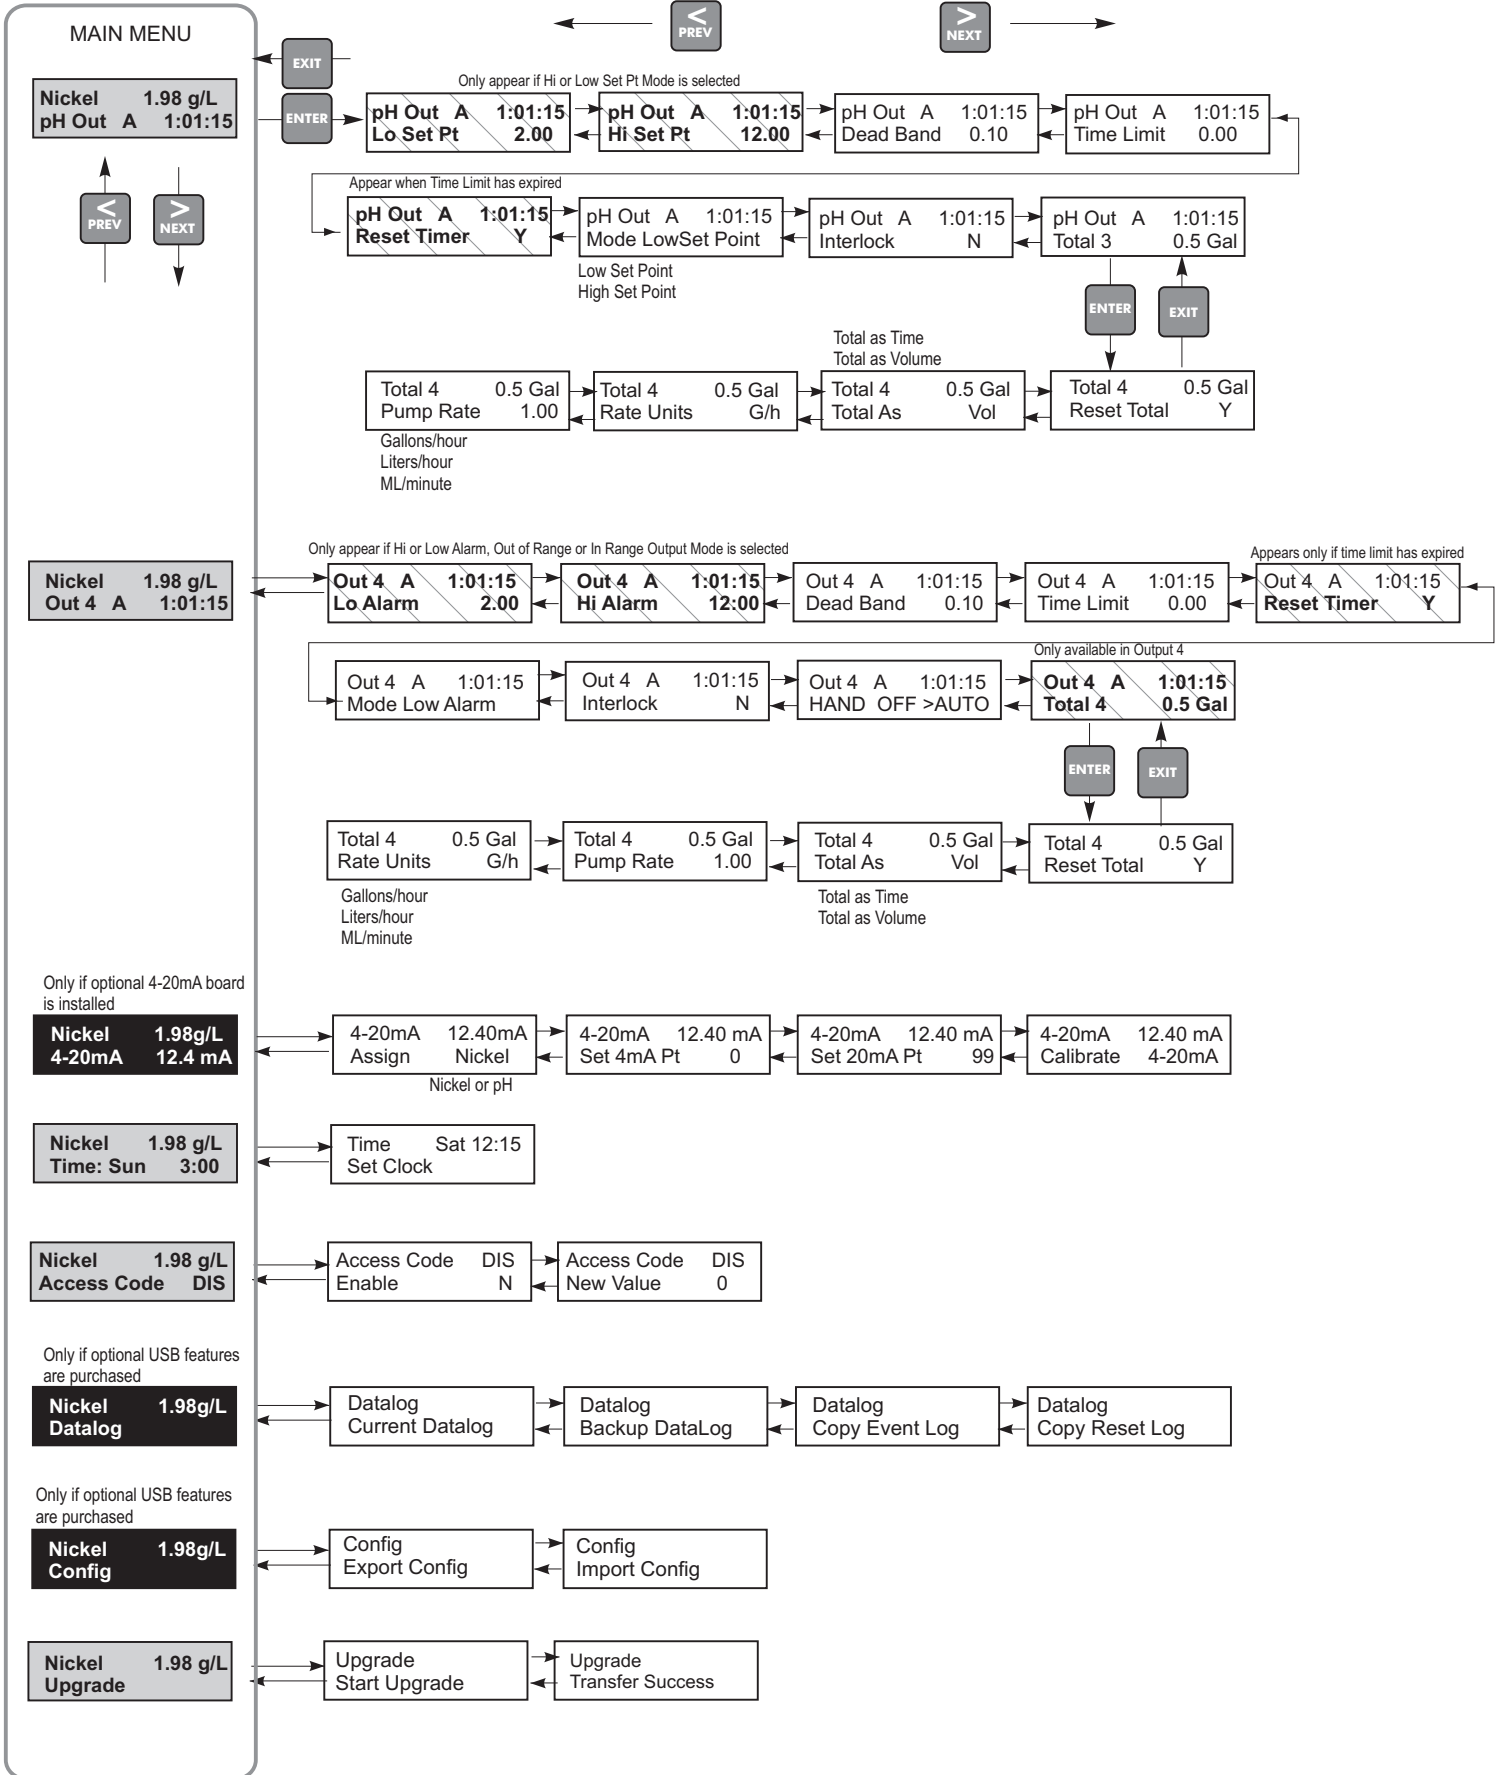 MAIN MENU
<
PREV
>
NEXT
EXIT
Only appear if Hi or Low Set Pt Mode is selected
Nickel 1.98 g/L
pH Out A 1:01:15
ENTER
pH Out A 1:01:15
Lo Set Pt 2.00
pH Out A 1:01:15
Hi Set Pt 12.00
pH Out A 1:01:15
Dead Band 0.10
pH Out A 1:01:15
Time Limit 0.00
<
PREV
>
NEXT
Appear when Time Limit has expired
pH Out A 1:01:15
Reset Timer Y
pH Out A 1:01:15
Mode LowSet Point
pH Out A 1:01:15
Interlock N
pH Out A 1:01:15
Total 3 0.5 Gal
Low Set Point
High Set Point
ENTER
EXIT
Total as Time
Total as Volume
Total 4 0.5 Gal
Pump Rate 1.00
Total 4 0.5 Gal
Rate Units G/h
Total 4 0.5 Gal
Total As Vol
Total 4 0.5 Gal
Reset Total Y
Gallons/hour
Liters/hour
ML/minute
Only appear if Hi or Low Alarm, Out of Range or In Range Output Mode is selected
Appears only if time limit has expired
Nickel 1.98 g/L
Out 4 A 1:01:15
Out 4 A 1:01:15
Lo Alarm 2.00
Out 4 A 1:01:15
Hi Alarm 12:00
Out 4 A 1:01:15
Dead Band 0.10
Out 4 A 1:01:15
Time Limit 0.00
Out 4 A 1:01:15
Reset Timer Y
Only available in Output 4
Out 4 A 1:01:15
Mode Low Alarm
Out 4 A 1:01:15
Interlock N
Out 4 A 1:01:15
HAND OFF >AUTO
Out 4 A 1:01:15
Total 4 0.5 Gal
ENTER
EXIT
Total 4 0.5 Gal
Rate Units G/h
Total 4 0.5 Gal
Pump Rate 1.00
Total 4 0.5 Gal
Total As Vol
Total 4 0.5 Gal
Reset Total Y
Gallons/hour
Liters/hour
ML/minute
Total as Time
Total as Volume
Only if optional 4-20mA board
is installed
Nickel 1.98g/L
4-20mA 12.4 mA
4-20mA 12.40mA
Assign Nickel
4-20mA 12.40 mA
Set 4mA Pt 0
4-20mA 12.40 mA
Set 20mA Pt 99
4-20mA 12.40 mA
Calibrate 4-20mA
Nickel or pH
Nickel 1.98 g/L
Time: Sun 3:00
Time Sat 12:15
Set Clock
Nickel 1.98 g/L
Access Code DIS
Access Code DIS
Enable N
Access Code DIS
New Value 0
Only if optional USB features
are purchased
Nickel 1.98g/L
Datalog
Datalog
Current Datalog
Datalog
Backup DataLog
Datalog
Copy Event Log
Datalog
Copy Reset Log
Only if optional USB features
are purchased
Nickel 1.98g/L
Config
Config
Export Config
Config
Import Config
Nickel 1.98 g/L
Upgrade
Upgrade
Start Upgrade
Upgrade
Transfer Success